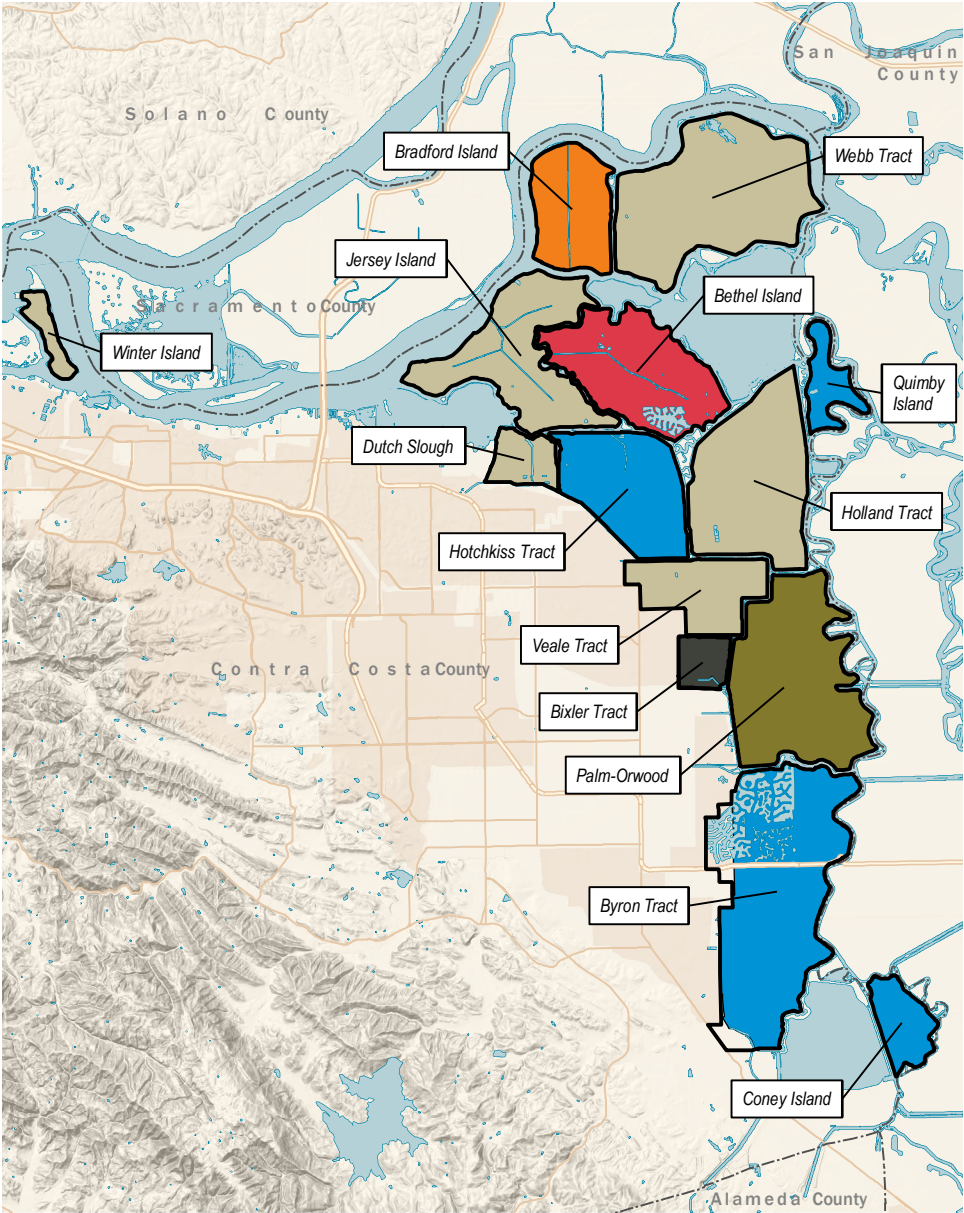 San Joaquin
County
Solano County
Bradford Island
Webb Tract
Jersey Island
Bethel Island
Sacramento County
Winter Island
Quimby
Island
Dutch Slough
Holland Tract
Hotchkiss Tract
Veale Tract
Contra Costa County
Bixler Tract
Palm-Orwood
Byron Tract
Coney Island
Alameda County